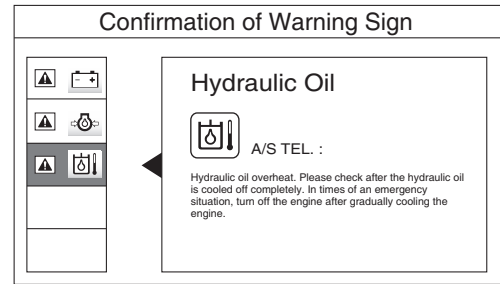 Confirmation of Warning Sign
Hydraulic Oil
A/S TEL. :
Hydraulic oil overheat. Please check after the hydraulic oil
is cooled off completely. In times of an emergency
situation, turn off the engine after gradually cooling the
engine.